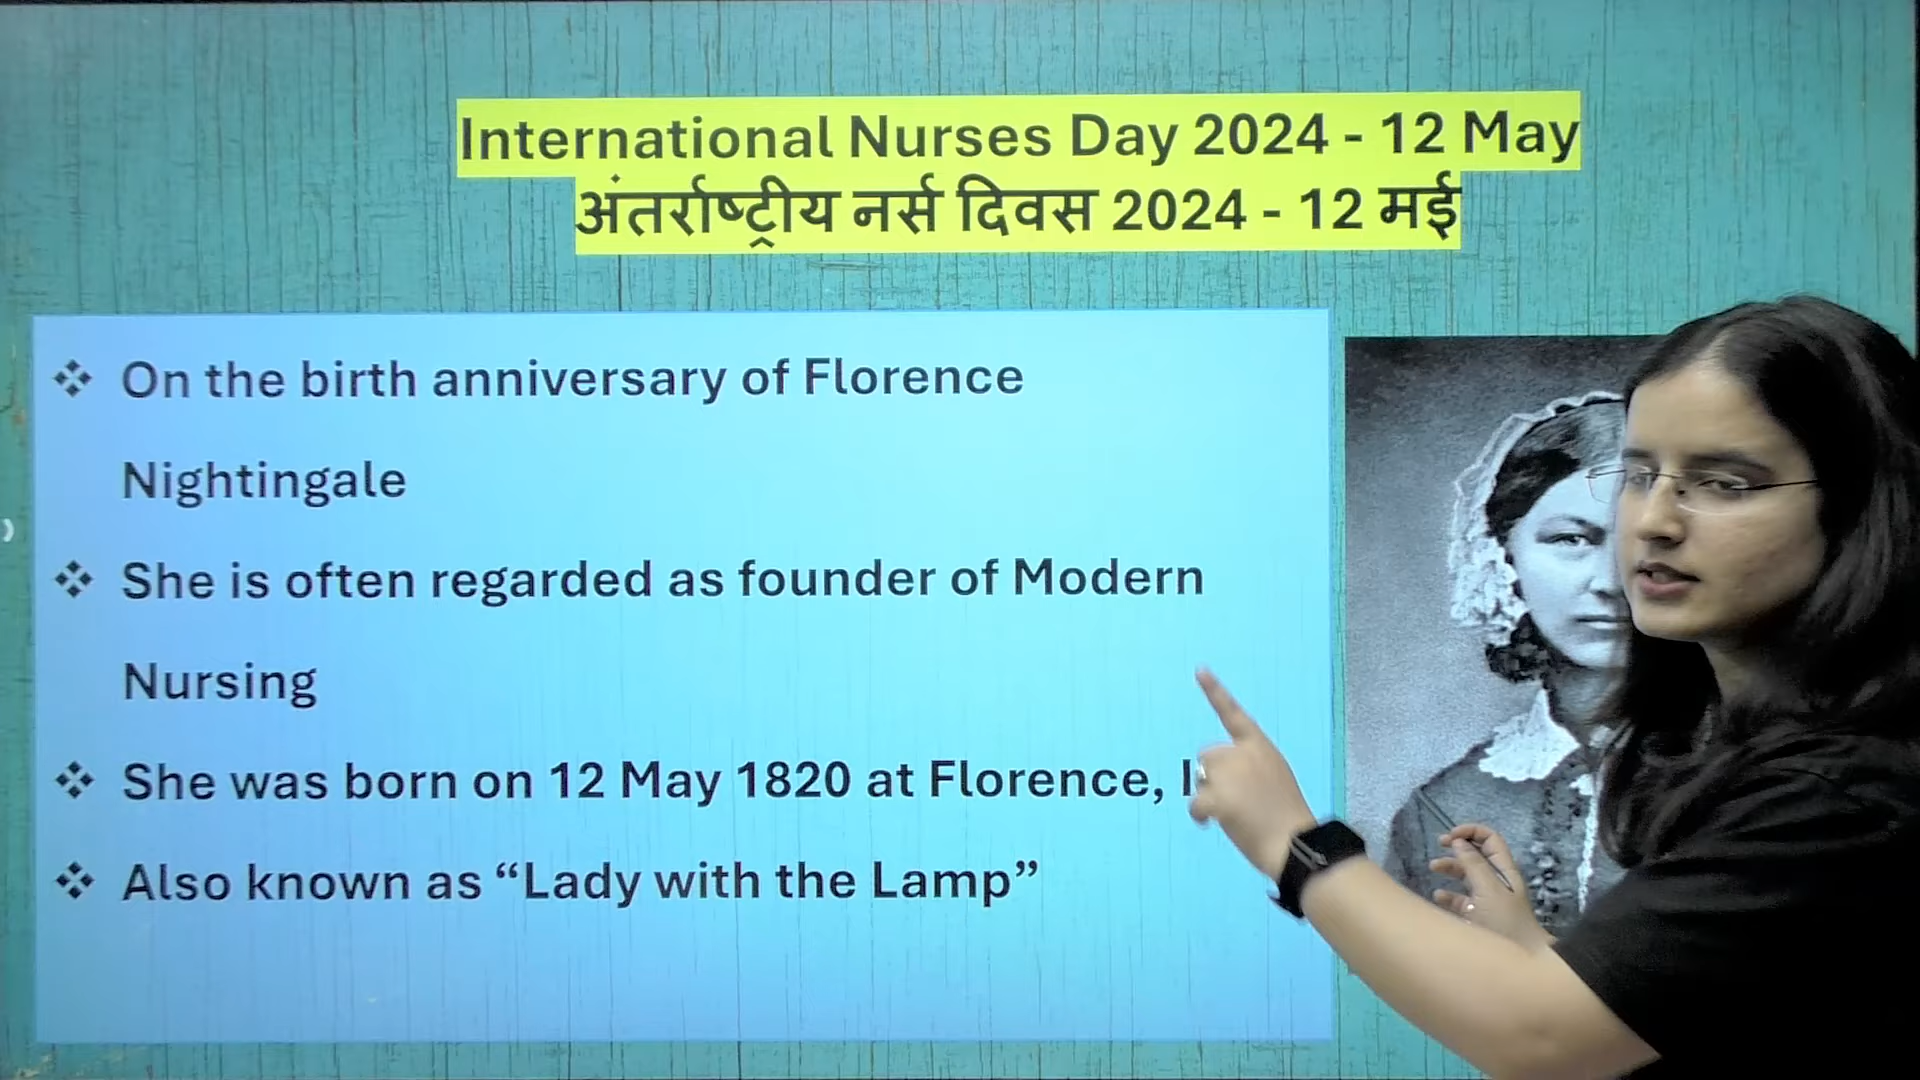 International Nurses Day 2024 - 12 May
अंतर्राष्ट्रीय नर्स दिवस 2024 - 12 मई
❖ On the birth anniversary of Florence
Nightingale
❖ She is often regarded as founder of Modern
Nursing
❖ She was born on 12 May 1820 at Florence,
❖ Also known as “Lady with the Lamp”